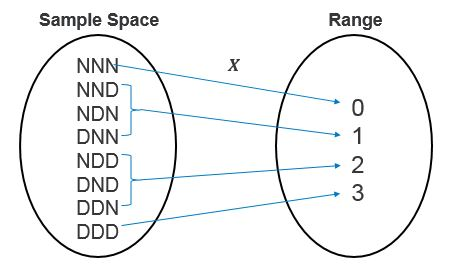 Sample Space
Range
X
NNN
NND
NDN
DNN
NDD
DND
DDN
DDD
0
1
2
3